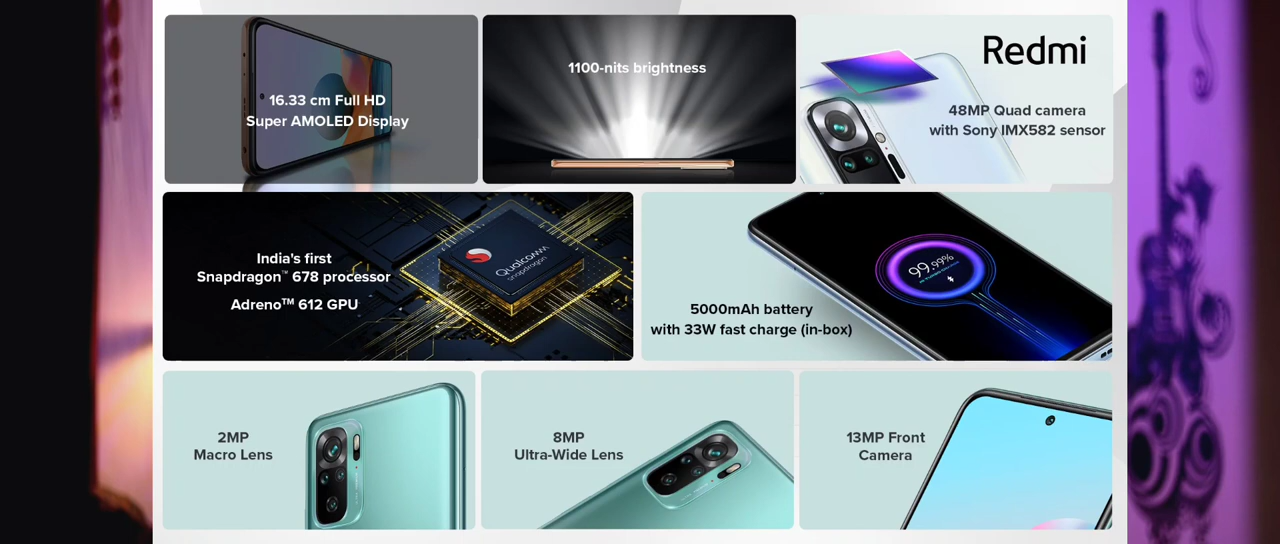 16.33 cm Full HD
Super AMOLED Display
1100-nits brightness
Redmi
48MP Quad camera
with Sony IMX582 sensor
India's first
Snapdragon™ 678 processor
Adreno™ 612 GPU
Qualcomm
snapdragon
99.99%
5000mAh battery
with 33W fast charge (in-box)
2MP
Macro Lens
8MP
Ultra-Wide Lens
13MP Front
Camera